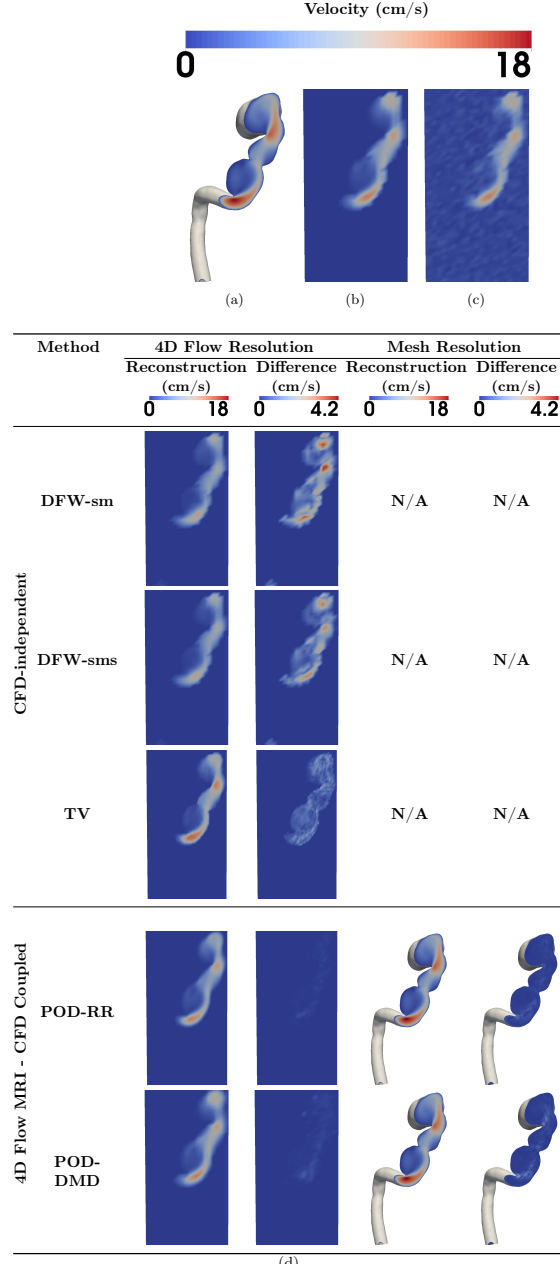 Velocity (cm/s)
0 18
(a) (b) (c)
Method 4D Flow Resolution Mesh Resolution
Reconstruction Difference Reconstruction Difference
(cm/s) (cm/s) (cm/s) (cm/s)
0 18 0 4.2 0 18 0 4.2
CFD-independent
DFW-sm N/A N/A
DFW-sms N/A N/A
TV N/A N/A
4D Flow MRI - CFD Coupled
POD-RR
POD-
DMD
(d)